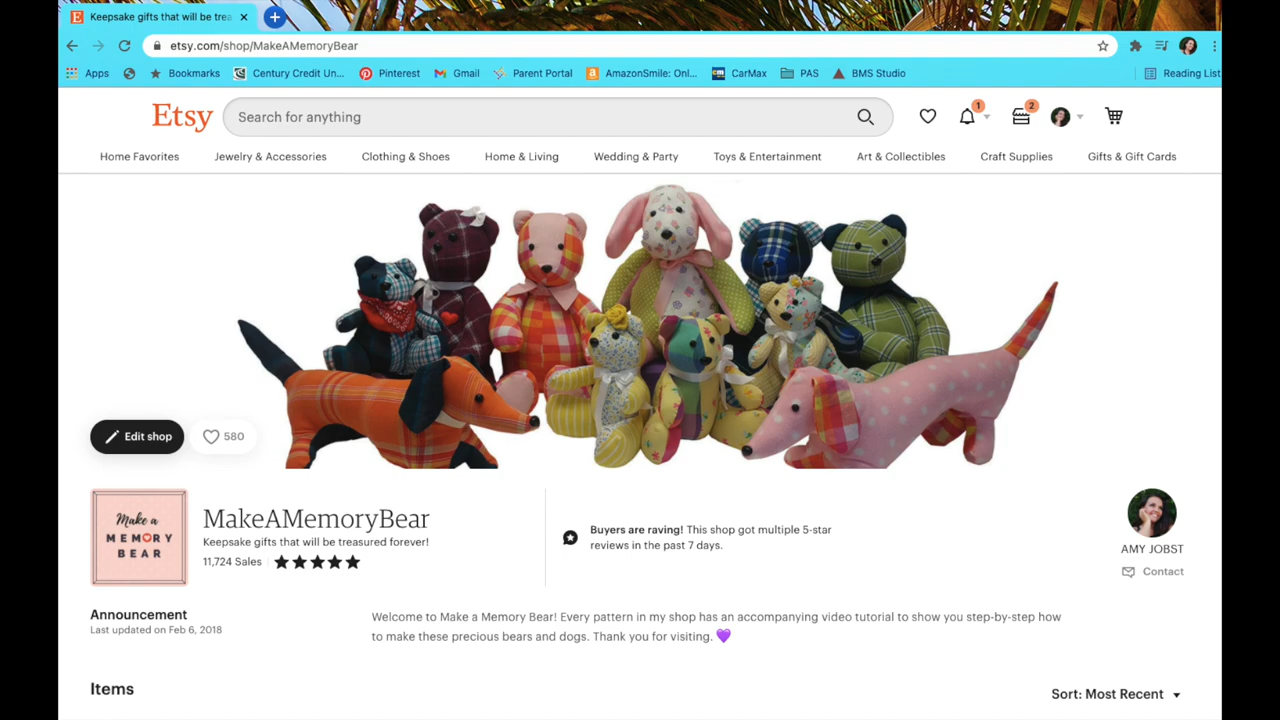 Keepsake gifts that will be trea
etsy.com/shop/MakeAMemoryBear
Apps
Bookmarks
Century Credit Un...
Pinterest
Gmail
Parent Portal
AmazonSmile: Onl...
CarMax
PAS
BMS Studio
Reading List
Etsy
Search for anything
1
2
Home Favorites
Jewelry & Accessories
Clothing & Shoes
Home & Living
Wedding & Party
Toys & Entertainment
Art & Collectibles
Craft Supplies
Gifts & Gift Cards
Edit shop
580
Make a
MEMORY
BEAR
MakeAMemoryBear
Keepsake gifts that will be treasured forever!
11,724 Sales
Buyers are raving! This shop got multiple 5-star
reviews in the past 7 days.
AMY JOBST
Contact
Announcement
Last updated on Feb 6, 2018
Welcome to Make a Memory Bear! Every pattern in my shop has an accompanying video tutorial to show you step-by-step how
to make these precious bears and dogs. Thank you for visiting. 💜
Items
Sort: Most Recent